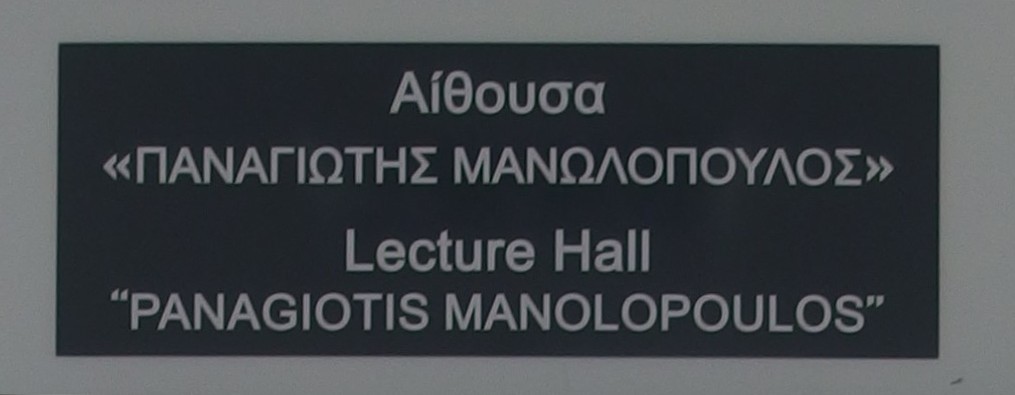 Αίθουσα
«ΠΑΝΑΓΙΩΤΗΣ ΜΑΝΩΛΟΠΟΥΛΟΣ»
Lecture Hall
“PANAGIOTIS MANOLOPOULOS”